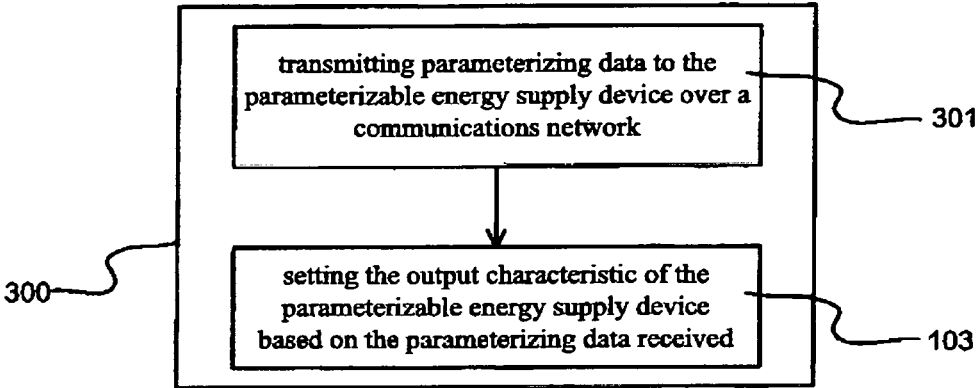 transmitting parameterizing data to the
parameterizable energy supply device over a
communications network
301
300
setting the output characteristic of the
parameterizable energy supply device
based on the parameterizing data received
103